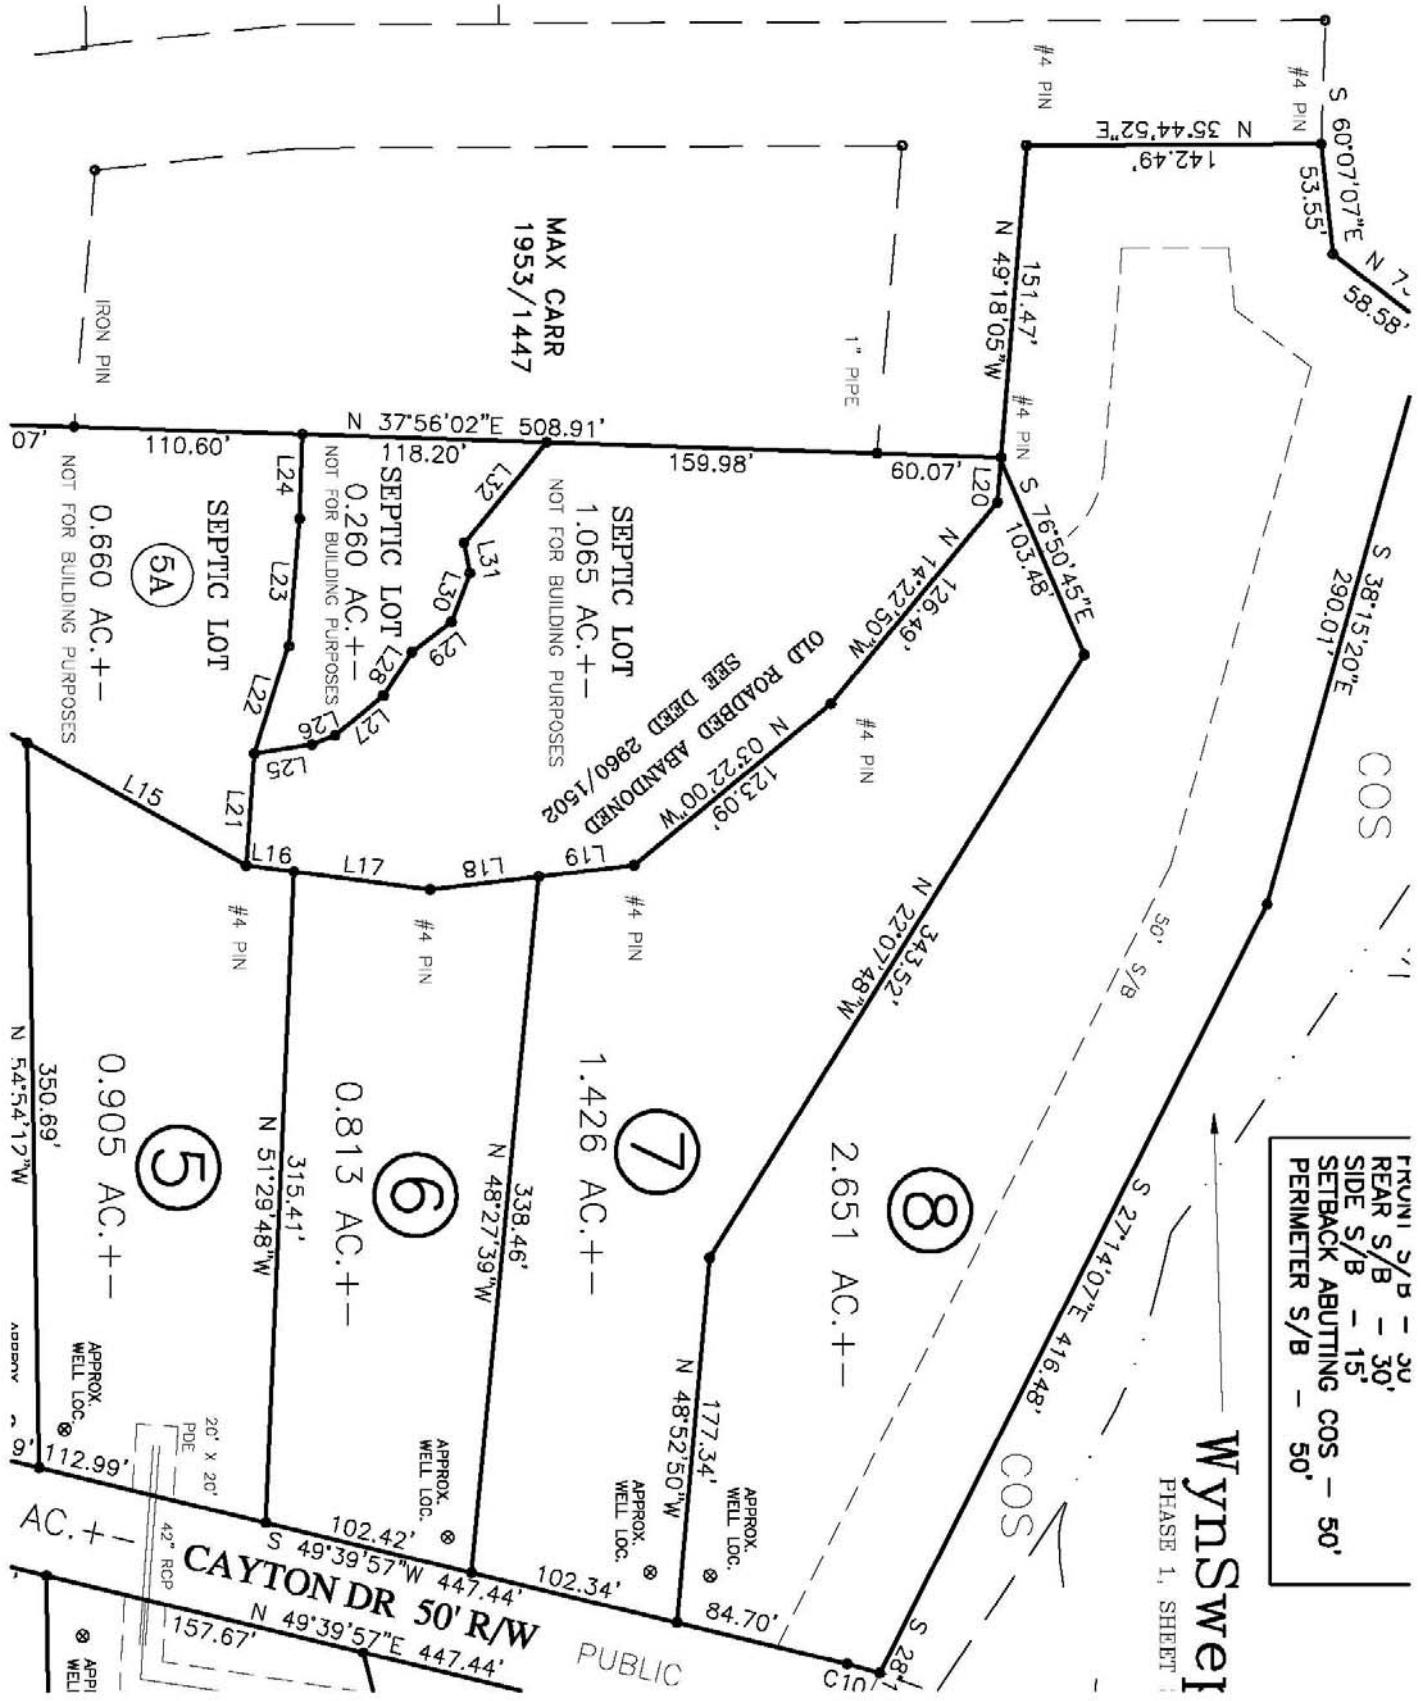 S 60°07'07"E
53.55'
58.58'
#4 PIN
#4 PIN
N 35°44'52"E
142.49'
151.47'
N 49°18'05"W
#4 PIN
S 76°50'45"E
103.48'
S 38°15'20"E
290.01'
COS
REAR S/B - 30'
SIDE S/B - 15'
SETBACK ABUTTING COS - 50'
PERIMETER S/B - 50'
PHASE 1, SHEET
MAX CARR
1953/1447
1" PIPE
IRON PIN
N 37°56'02"E 508.91'
07'
110.60'
118.20'
159.98'
60.07'
L20
N 14°22'50"W
126.49'
#4 PIN
N 03°22'00"W
123.09'
OLD ROADBED ABANDONED
SEE DEED 2960/1502
SEPTIC LOT
1.065 AC.+-
NOT FOR BUILDING PURPOSES
SEPTIC LOT
0.260 AC.+-
NOT FOR BUILDING PURPOSES
SEPTIC LOT
5A
0.660 AC.+-
NOT FOR BUILDING PURPOSES
L32
L31
L30
L29
L28
L27
L26
L25
L24
L23
L22
L21
L15
L16
L17
L18
L19
#4 PIN
#4 PIN
#4 PIN
343.52'
N 22°07'48"W
50' S/B
S 27°14'07"E 416.48'
COS
8
2.651 AC.+-
7
1.426 AC.+-
6
0.813 AC.+-
5
0.905 AC.+-
338.46'
N 48°27'39"W
315.41'
N 51°29'48"W
350.69'
N 54°54'12"W
177.34'
N 48°52'50"W
APPROX.
WELL LOC.
APPROX.
WELL LOC.
APPROX.
WELL LOC.
APPROX.
WELL LOC.
20' X 20'
PDE
42" RCP
9'
112.99'
102.42'
102.34'
84.70'
C10
S 49°39'57"W 447.44'
CAYTON DR 50' R/W
PUBLIC
AC.+-
N 49°39'57"E 447.44'
157.67'